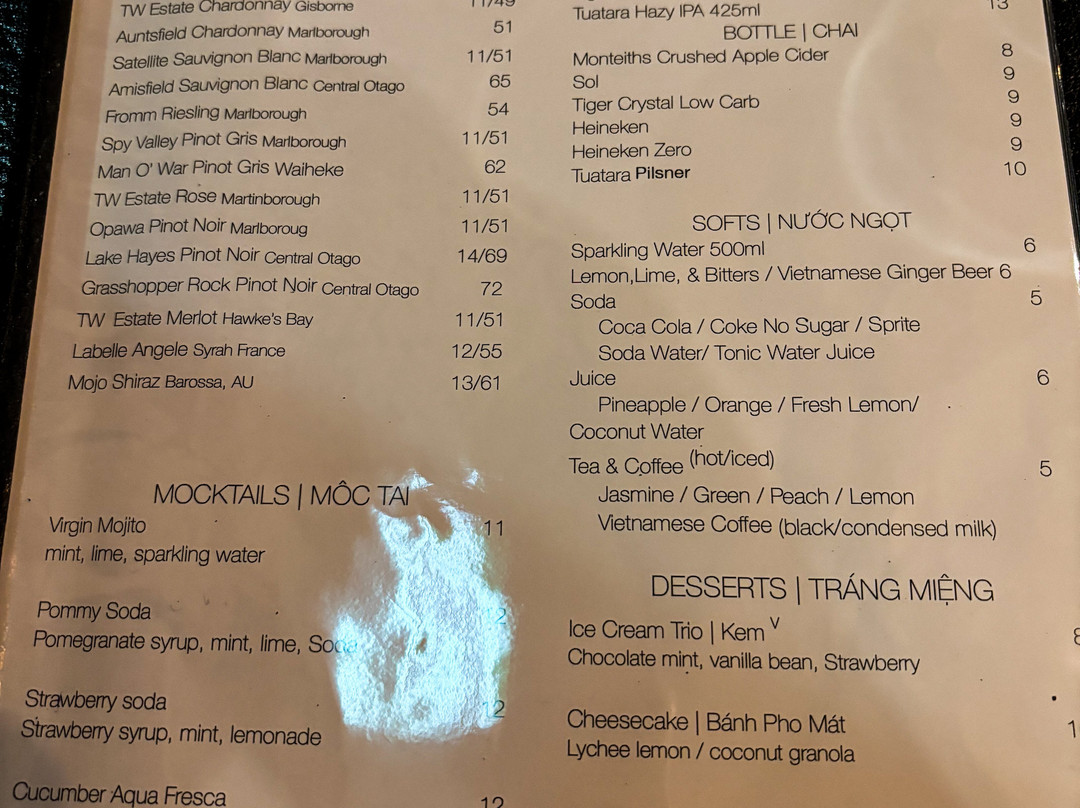 TW Estate Chardonnay Gisborne 11/49
Auntsfield Chardonnay Marlborough 51
Satellite Sauvignon Blanc Marlborough 11/51
Amisfield Sauvignon Blanc Central Otago 65
Fromm Riesling Marlborough 54
Spy Valley Pinot Gris Marlborough 11/51
Man O' War Pinot Gris Waiheke 62
TW Estate Rose Martinborough 11/51
Opawa Pinot Noir Marlboroug 11/51
Lake Hayes Pinot Noir Central Otago 14/69
Grasshopper Rock Pinot Noir Central Otago 72
TW Estate Merlot Hawke's Bay 11/51
Labelle Angele Syrah France 12/55
Mojo Shiraz Barossa, AU 13/61
MOCKTAILS | MÔC TAI
Virgin Mojito 11
mint, lime, sparkling water
Pommy Soda 12
Pomegranate syrup, mint, lime, Soda
Strawberry soda 12
Strawberry syrup, mint, lemonade
Cucumber Aqua Fresca 12
Tuatara Hazy IPA 425ml 13
BOTTLE | CHAI
Monteiths Crushed Apple Cider 8
Sol 9
Tiger Crystal Low Carb 9
Heineken 9
Heineken Zero 9
Tuatara Pilsner 10
SOFTS | NƯỚC NGỌT
Sparkling Water 500ml 6
Lemon,Lime, & Bitters / Vietnamese Ginger Beer 6
Soda 5
Coca Cola / Coke No Sugar / Sprite
Soda Water/ Tonic Water Juice
Juice 6
Pineapple / Orange / Fresh Lemon/
Coconut Water
Tea & Coffee (hot/iced) 5
Jasmine / Green / Peach / Lemon
Vietnamese Coffee (black/condensed milk)
DESSERTS | TRÁNG MIỆNG
Ice Cream Trio | Kem V
Chocolate mint, vanilla bean, Strawberry
Cheesecake | Bánh Pho Mát
Lychee lemon / coconut granola